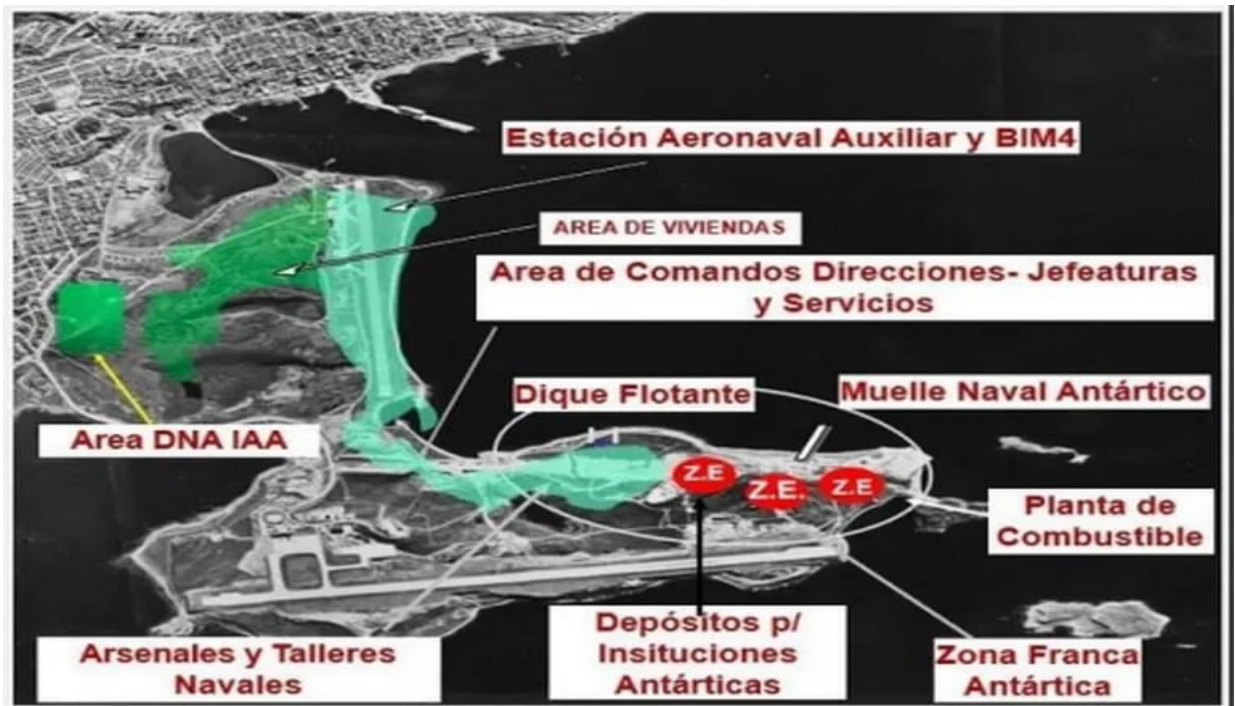 Estación Aeronaval Auxiliar y BIM4
AREA DE VIVIENDAS
Area de Comandos Direcciones- Jefeaturas
y Servicios
Dique Flotante
Muelle Naval Antártico
Area DNA IAA
Z.E
Z.E.
Z.E
Planta de
Combustible
Arsenales y Talleres
Navales
Depósitos p/
Insituciones
Antárticas
Zona Franca
Antártica